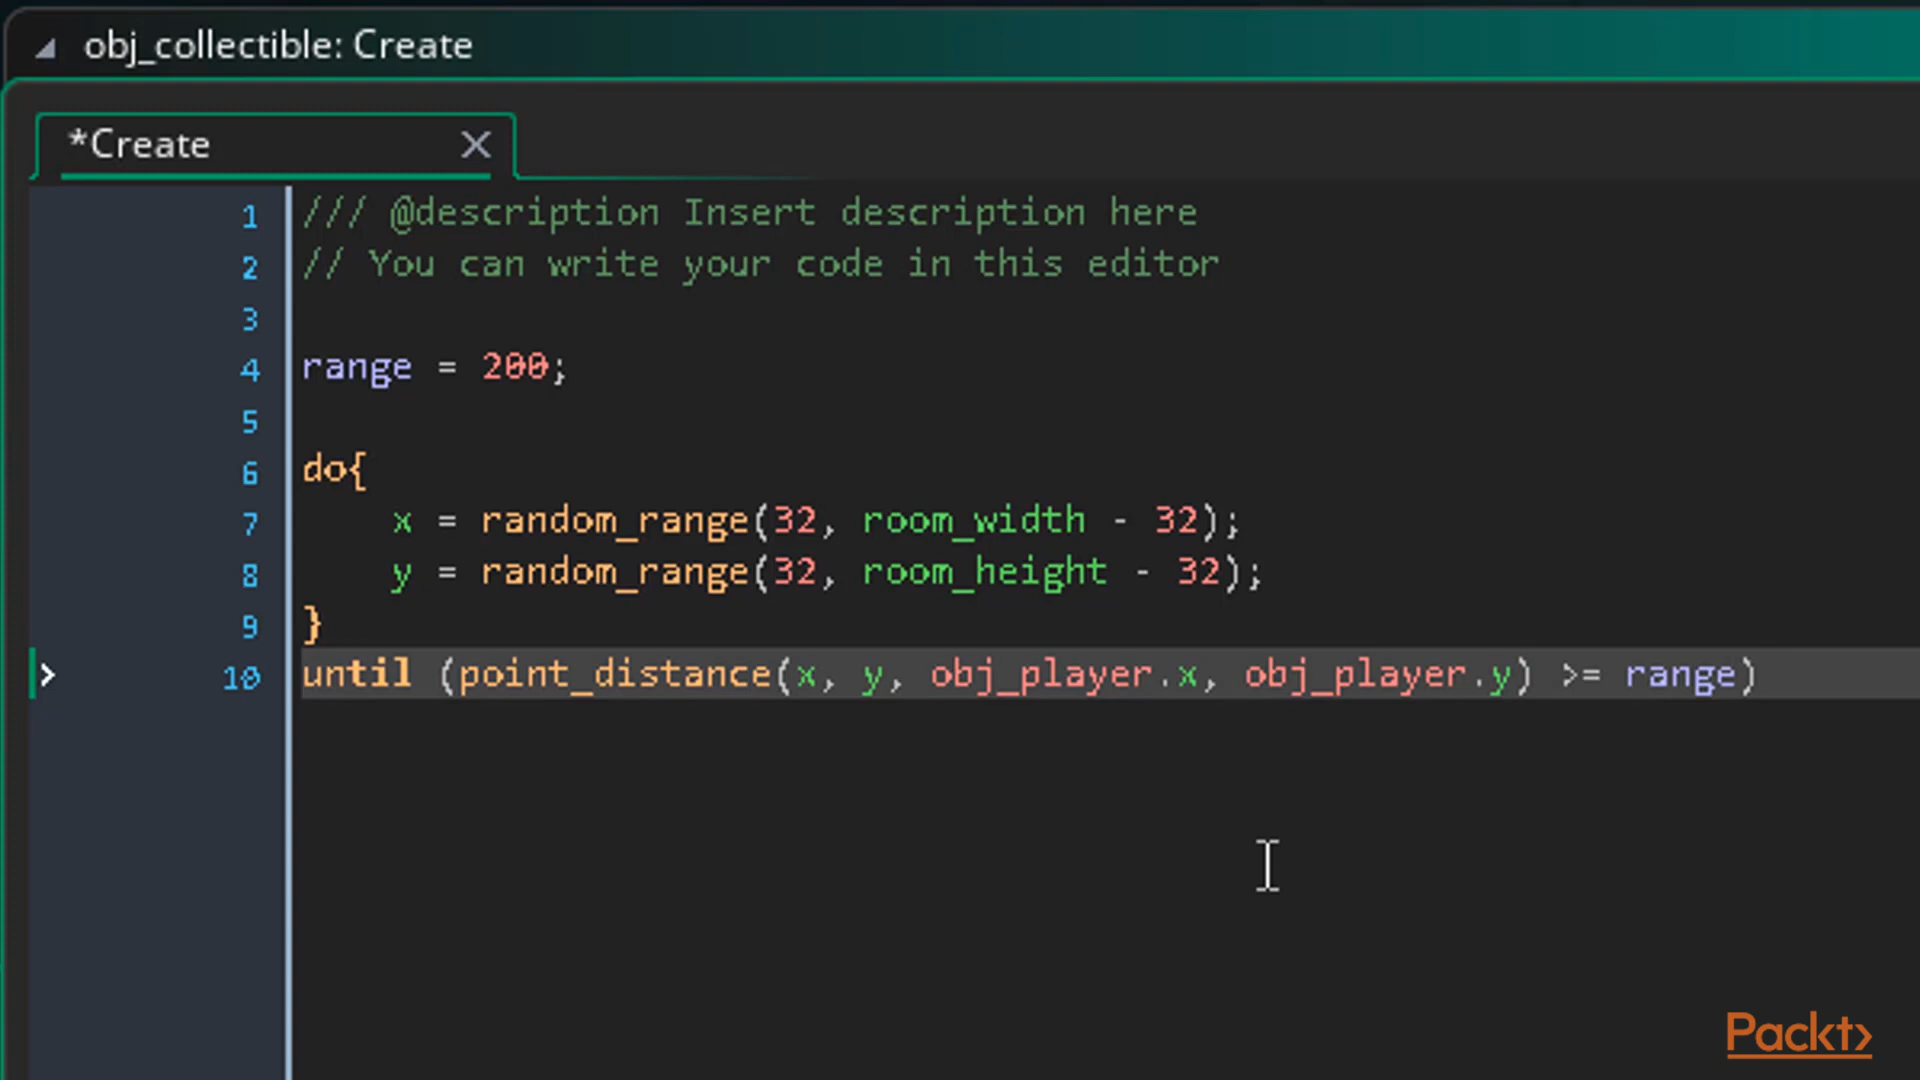 obj_collectible: Create
*Create
1 /// @description Insert description here
2 // You can write your code in this editor
3
4 range = 200;
5
6 do{
7     x = random_range(32, room_width - 32);
8     y = random_range(32, room_height - 32);
9 }
10 until (point_distance(x, y, obj_player.x, obj_player.y) >= range)
Packt>